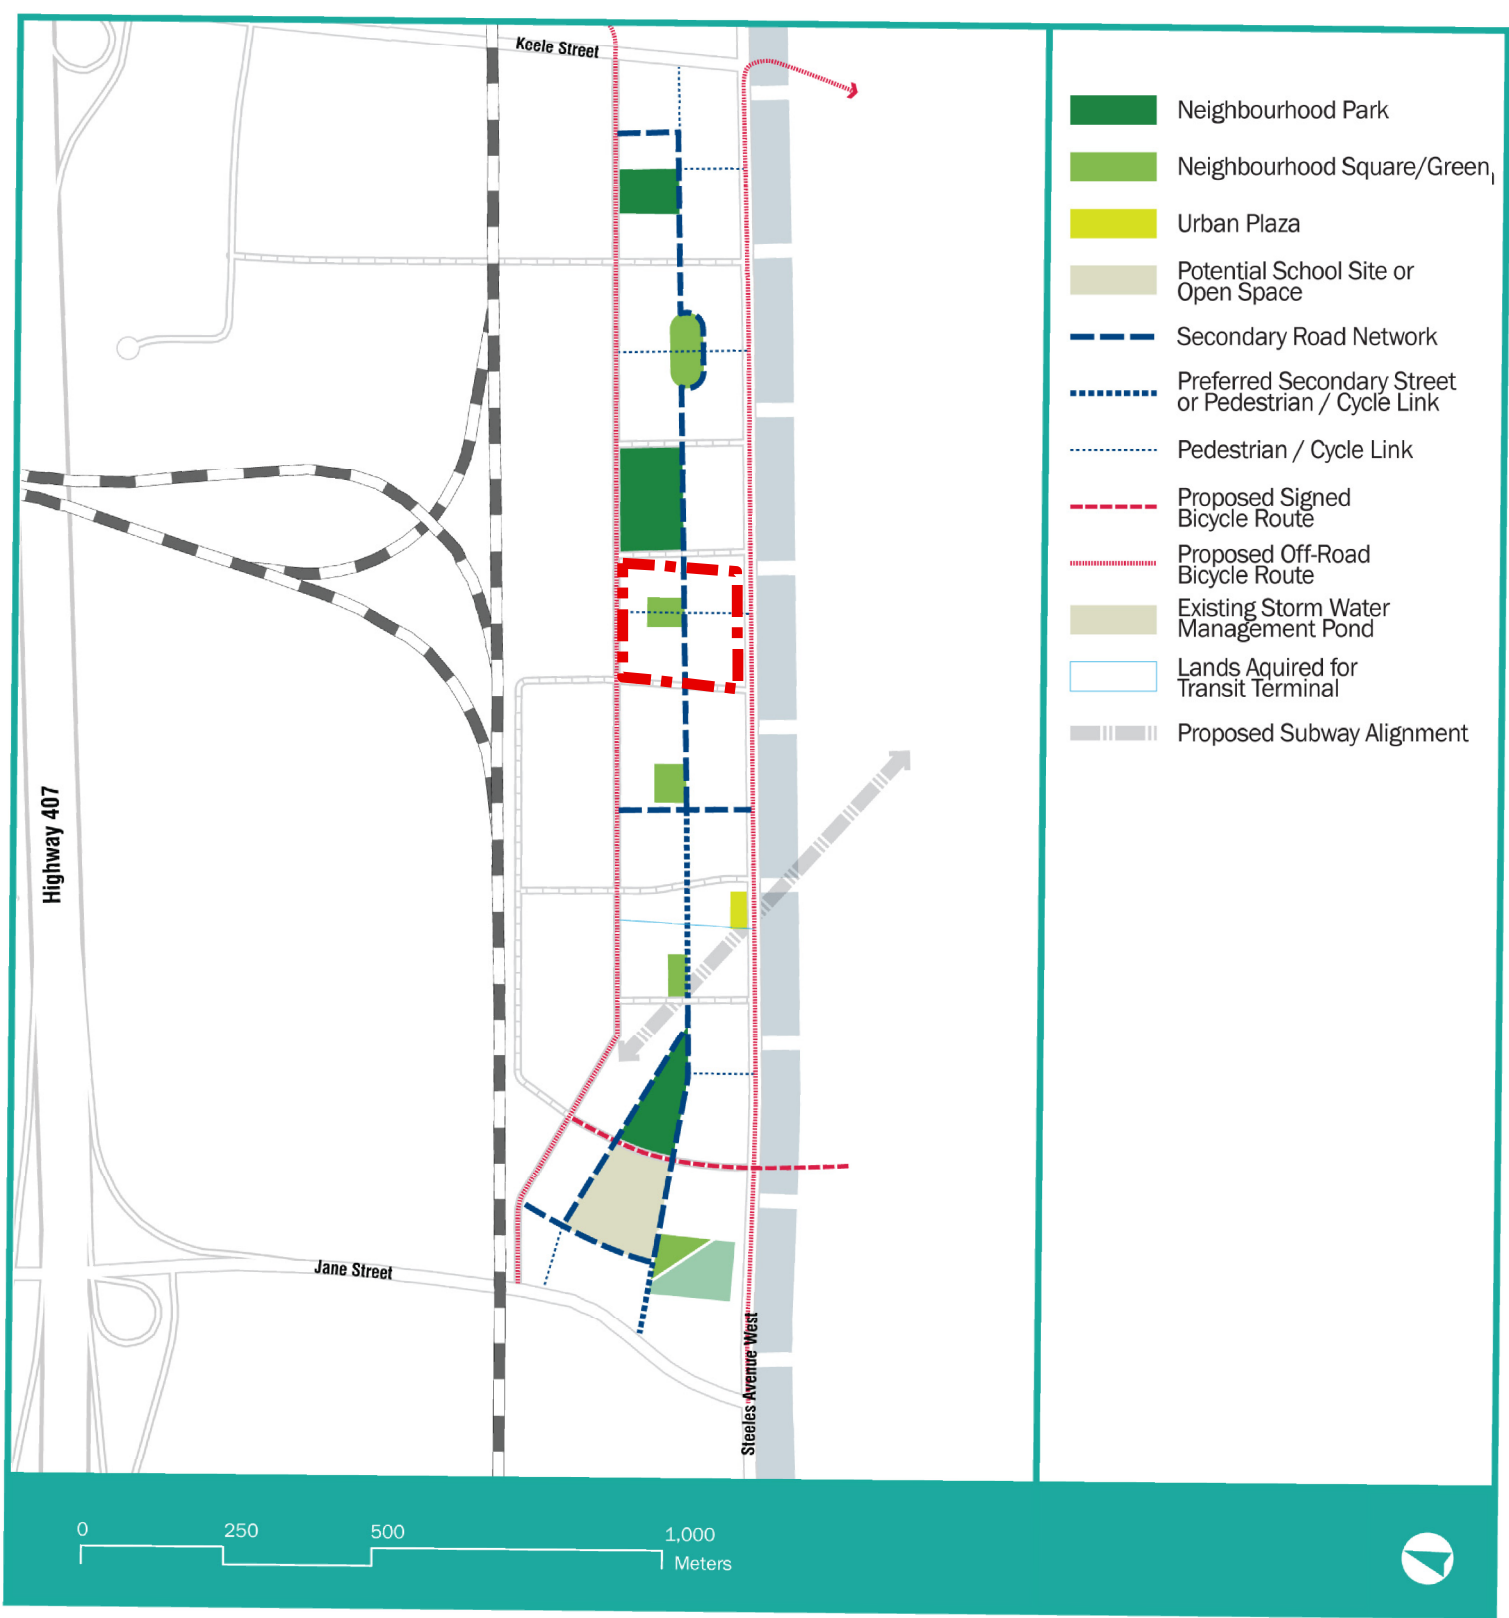 Kcele Street
Neighbourhood Park
Neighbourhood Square/Green
Urban Plaza
Potential School Site or
Open Space
Secondary Road Network
Preferred Secondary Street
or Pedestrian / Cycle Link
Pedestrian / Cycle Link
Proposed Signed
Bicycle Route
Proposed Off-Road
Bicycle Route
Existing Storm Water
Management Pond
Lands Aquired for
Transit Terminal
Proposed Subway Alignment
Highway 407
Jane Street
Steeles Avenue West
0 250 500 1,000
Meters